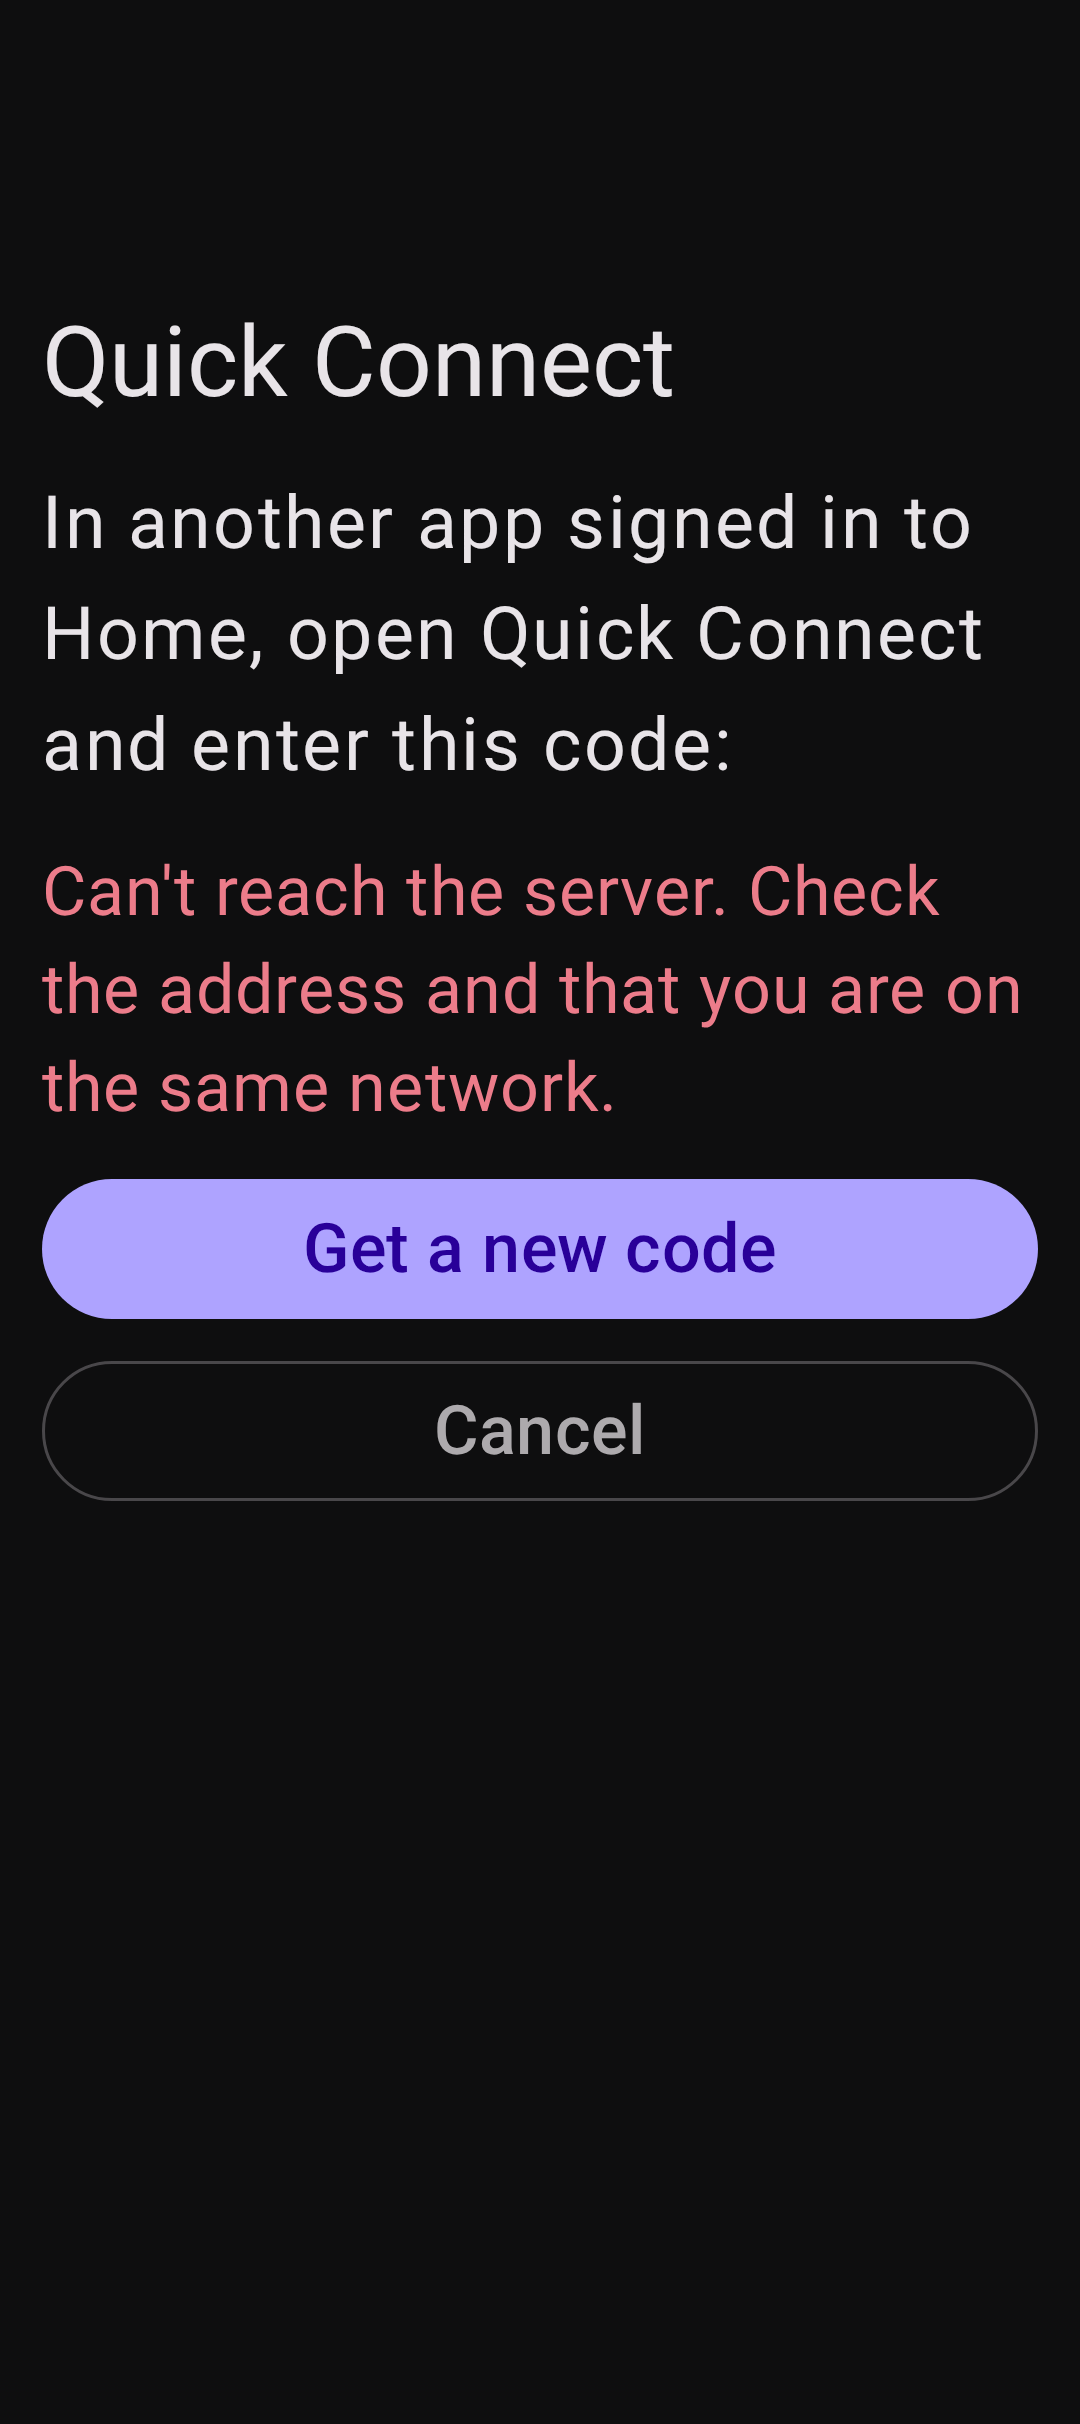 Quick Connect
In another app signed in to
Home, open Quick Connect
and enter this code:
Can't reach the server. Check
the address and that you are on
the same network.
Get a new code
Cancel